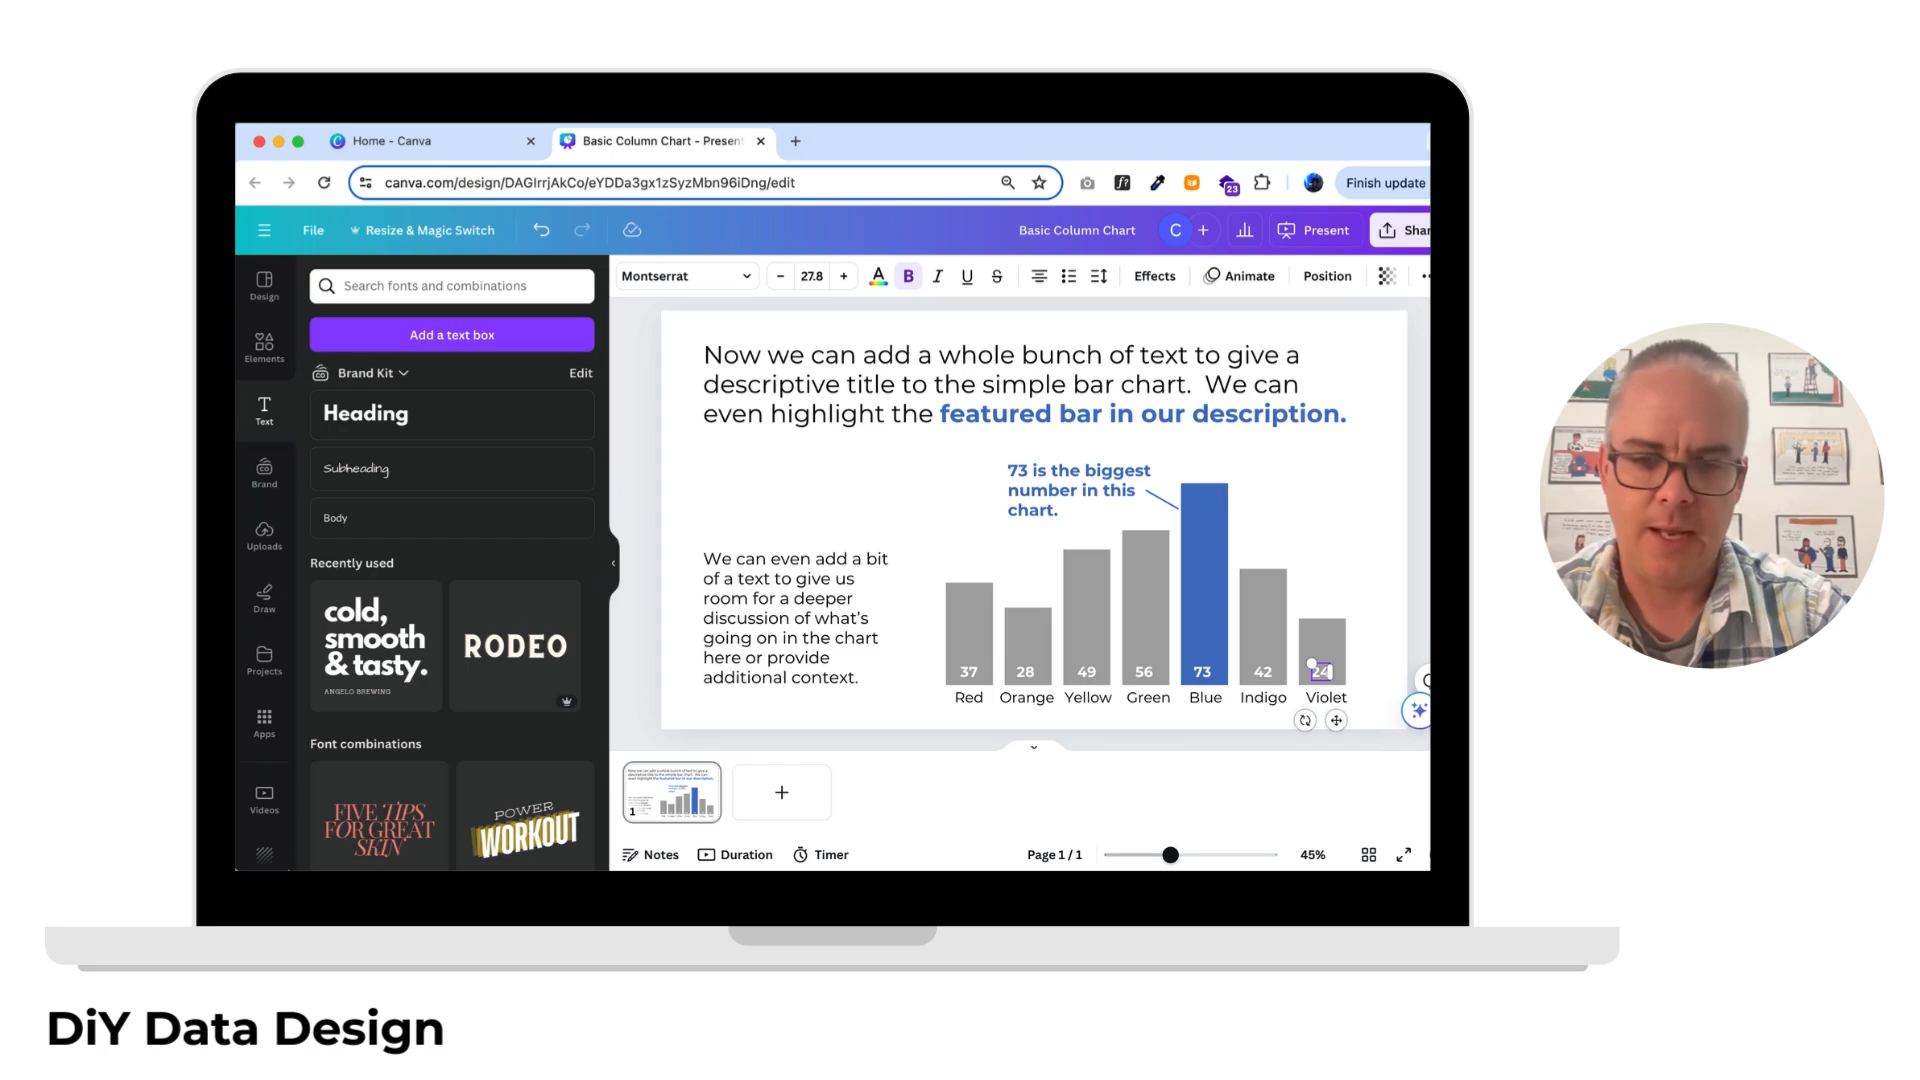 Home - Canva
Basic Column Chart - Present
canva.com/design/DAGIrrjAkCo/eYDDa3gx1zSyzMbn96iDng/edit
f?
23
Finish update
File
Resize & Magic Switch
Basic Column Chart
C
Present
Shar
Design
Elements
Text
Brand
Uploads
Draw
Projects
Apps
Videos
Search fonts and combinations
Add a text box
Brand Kit
Edit
Heading
Subheading
Body
Recently used
cold,
smooth
& tasty.
ANGELO BREWING
RODEO
Font combinations
FIVE TIPS
FOR GREAT
SKIN
POWER
WORKOUT
Montserrat
27.8
A
B
I
U
S
Effects
Animate
Position
Now we can add a whole bunch of text to give a
descriptive title to the simple bar chart. We can
even highlight the featured bar in our description.
73 is the biggest
number in this
chart.
We can even add a bit
of a text to give us
room for a deeper
discussion of what's
going on in the chart
here or provide
additional context.
37 28 49 56 73 42 24
Red Orange Yellow Green Blue Indigo Violet
1
Notes
Duration
Timer
Page 1 / 1
45%
DiY Data Design